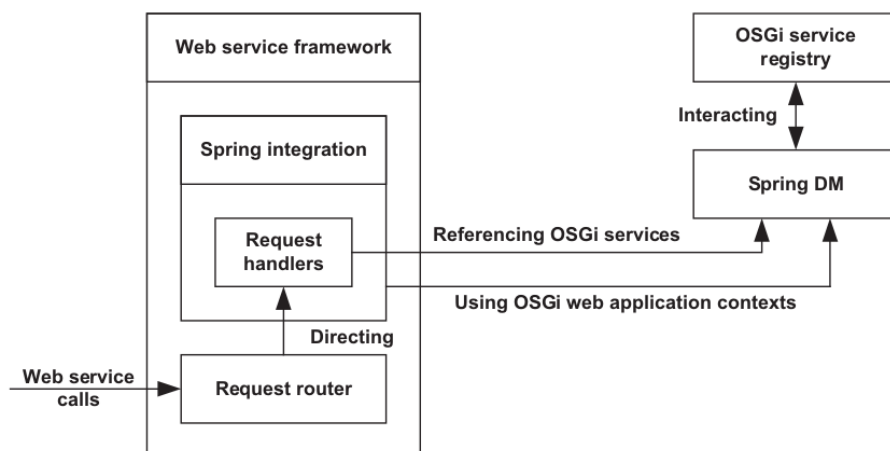 Web service framework
OSGi service
registry
Interacting
Spring integration
Spring DM
Request
handlers
Referencing OSGi services
Using OSGi web application contexts
Directing
Web service
calls
Request router